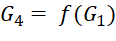 G₄ = f(G₁)